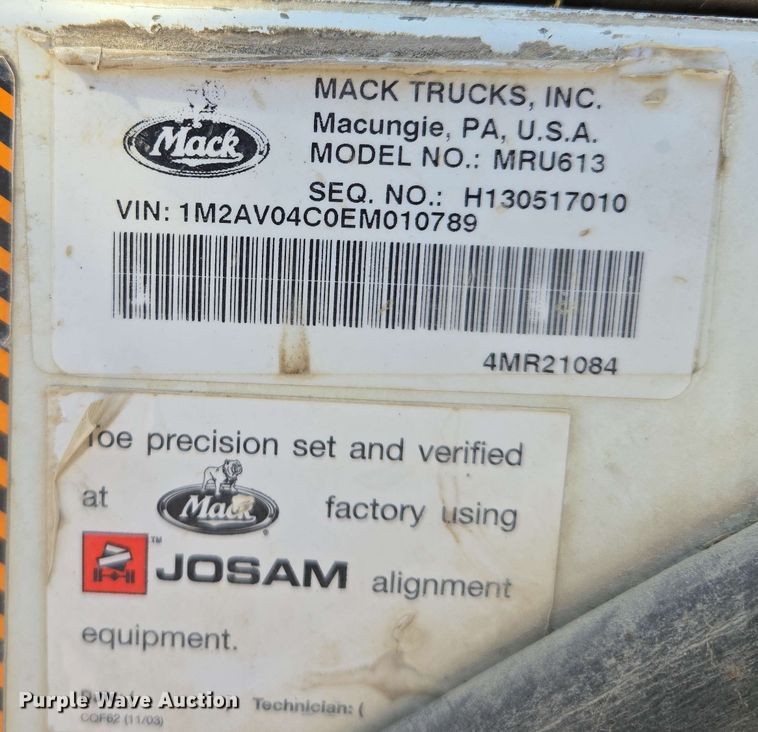 Mack
MACK TRUCKS, INC.
Macungie, PA, U.S.A.
MODEL NO.: MRU613
SEQ. NO.: H130517010
VIN: 1M2AV04C0EM010789
4MR21084
Toe precision set and verified
at Mack factory using
JOSAM alignment
equipment.
Technician: (
CQF62 (11/03)
Purple Wave Auction